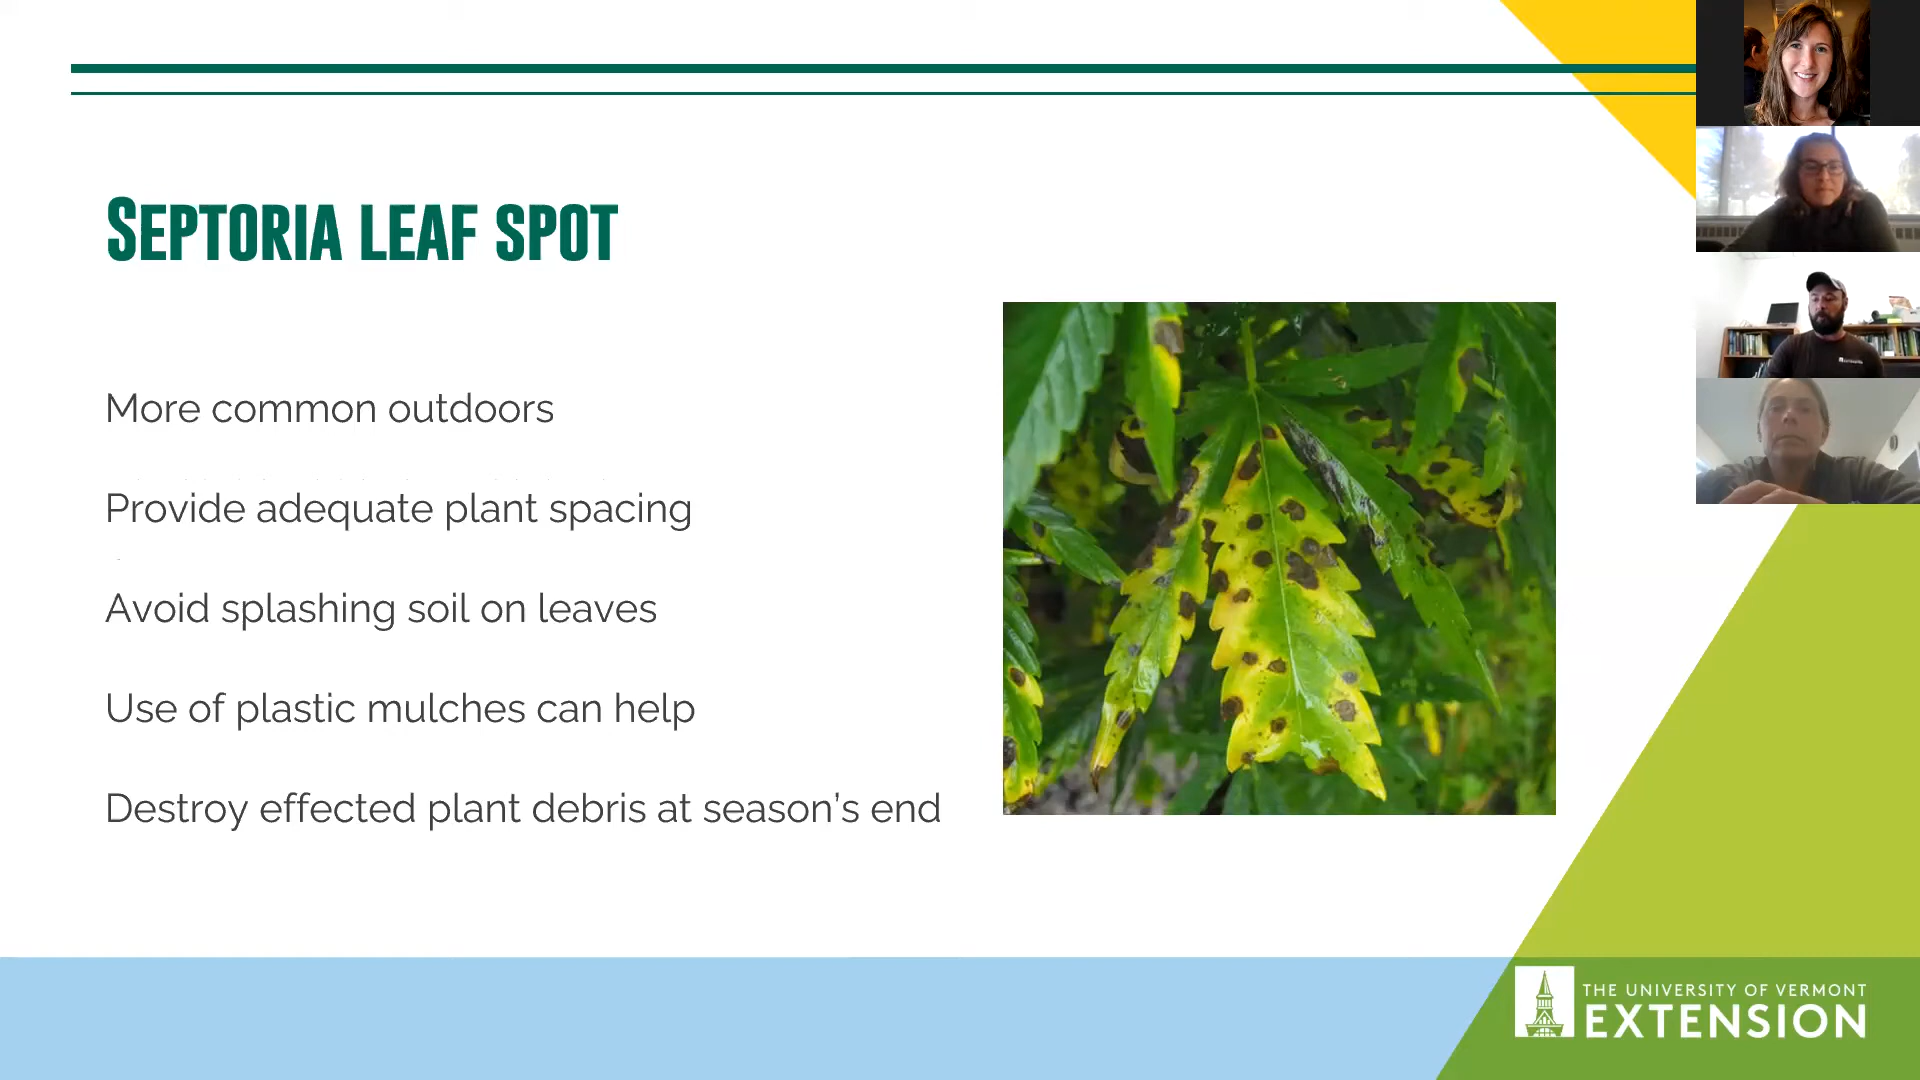 SEPTORIA LEAF SPOT
More common outdoors
Provide adequate plant spacing
Avoid splashing soil on leaves
Use of plastic mulches can help
Destroy effected plant debris at season's end
THE UNIVERSITY OF VERMONT
EXTENSION